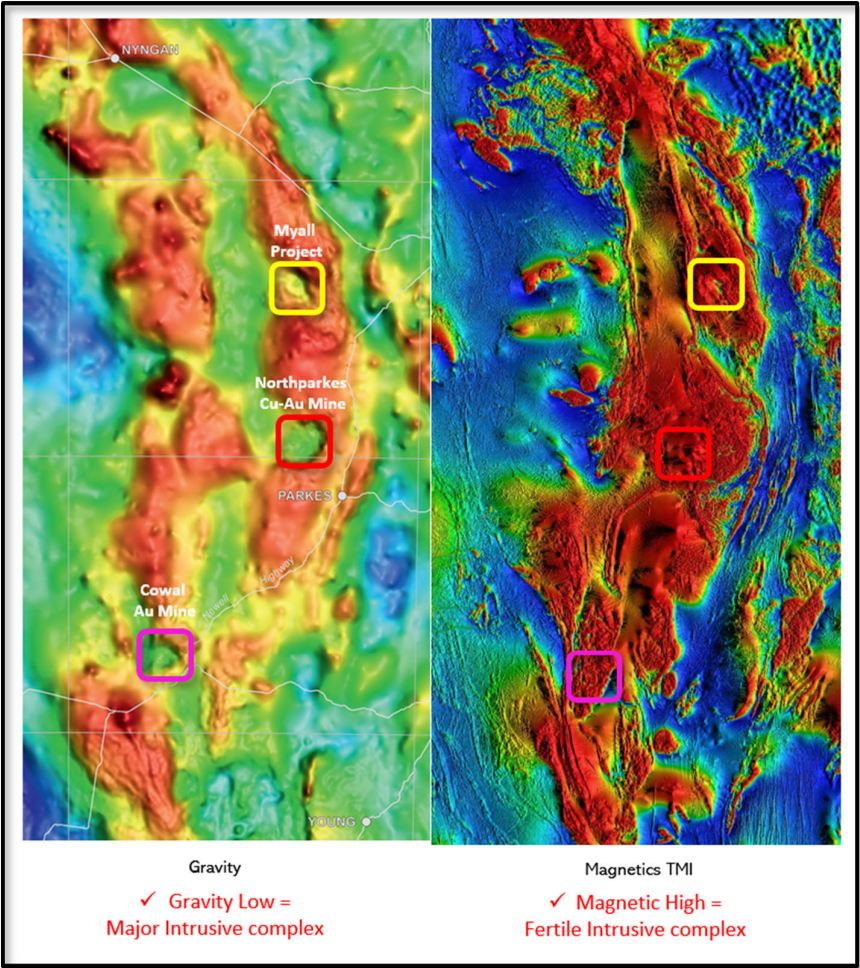 NYNGAN
Myall
Project
Northparkes
Cu-Au Mine
PARKES
Newell
Highway
Cowal
Au Mine
YOUNG
Gravity
✓ Gravity Low =
Major Intrusive complex
Magnetics TMI
✓ Magnetic High =
Fertile Intrusive complex